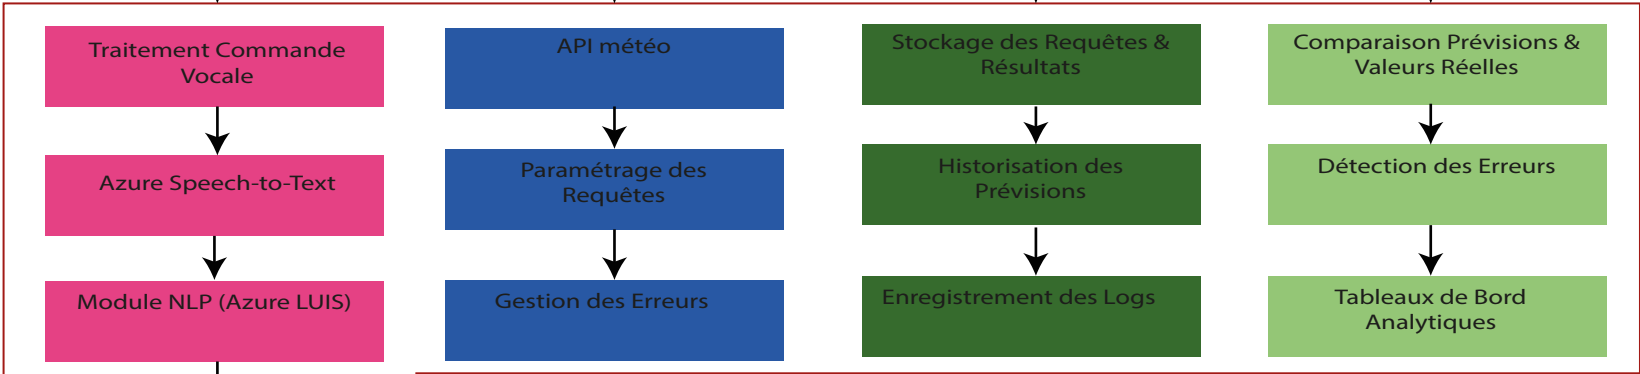 Traitement Commande
Vocale
Azure Speech-to-Text
Module NLP (Azure LUIS)
API météo
Paramétrage des
Requêtes
Gestion des Erreurs
Stockage des Requêtes &
Résultats
Historisation des
Prévisions
Enregistrement des Logs
Comparaison Prévisions &
Valeurs Réelles
Détection des Erreurs
Tableaux de Bord
Analytiques